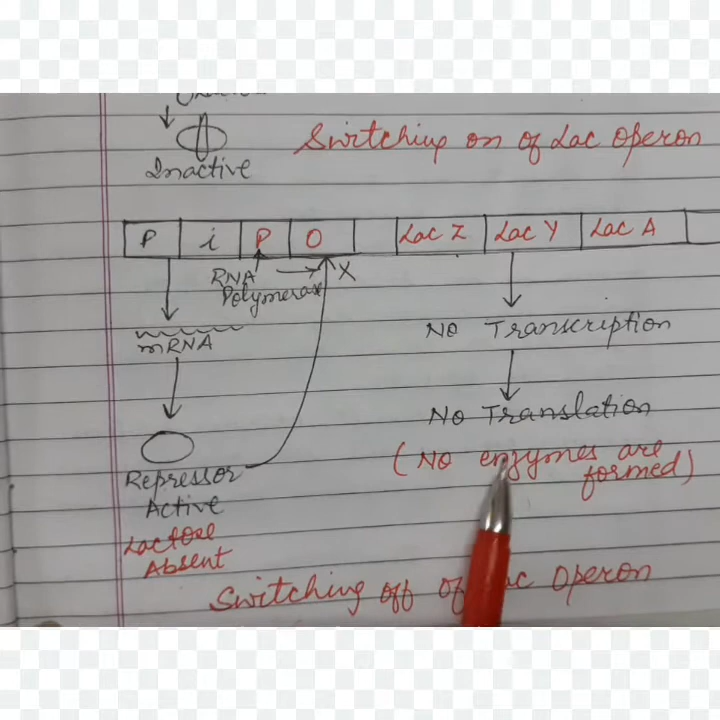 Inactive
Switching on of Lac Operon
P i P O Lac Z Lac Y Lac A
RNA
Polymerase
X
mRNA
No Transcription
No Translation
(No enzymes are
formed)
Repressor
Active
Lactose
Absent
Switching off of Operon